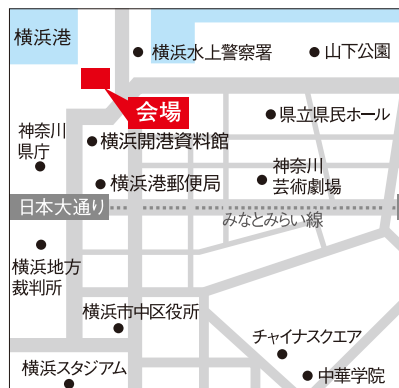 横浜港
横浜水上警察署
山下公園
会場
県立県民ホール
神奈川
県庁
横浜開港資料館
神奈川
芸術劇場
横浜港郵便局
日本大通り
みなとみらい線
横浜地方
裁判所
横浜市中区役所
チャイナスクエア
横浜スタジアム
中華学院